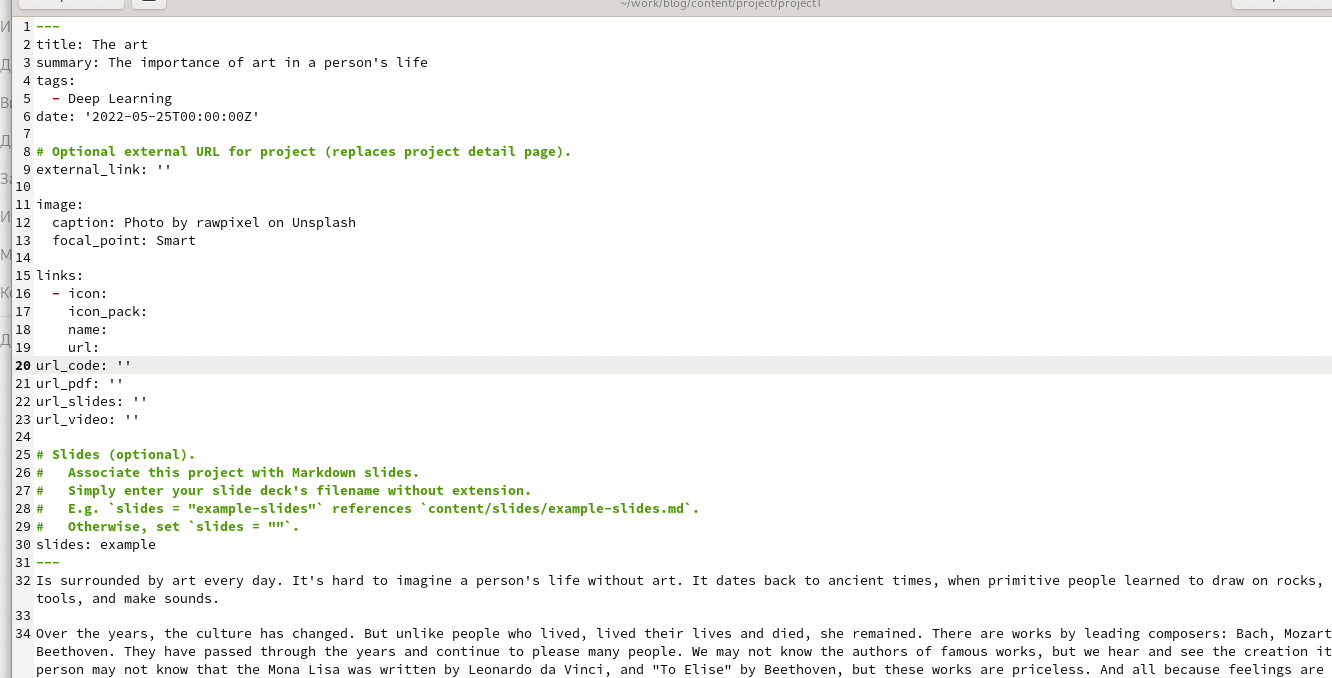 ~/work/blog/content/project/project1
1 ---
2 title: The art
3 summary: The importance of art in a person's life
4 tags:
5   - Deep Learning
6 date: '2022-05-25T00:00:00Z'
7
8 # Optional external URL for project (replaces project detail page).
9 external_link: ''
10
11 image:
12   caption: Photo by rawpixel on Unsplash
13   focal_point: Smart
14
15 links:
16   - icon:
17     icon_pack:
18     name:
19     url:
20 url_code: ''
21 url_pdf: ''
22 url_slides: ''
23 url_video: ''
24
25 # Slides (optional).
26 #   Associate this project with Markdown slides.
27 #   Simply enter your slide deck's filename without extension.
28 #   E.g. `slides = "example-slides"` references `content/slides/example-slides.md`.
29 #   Otherwise, set `slides = ""`.
30 slides: example
31 ---
32 Is surrounded by art every day. It's hard to imagine a person's life without art. It dates back to ancient times, when primitive people learned to draw on rocks,
tools, and make sounds.
33
34 Over the years, the culture has changed. But unlike people who lived, lived their lives and died, she remained. There are works by leading composers: Bach, Mozart
Beethoven. They have passed through the years and continue to please many people. We may not know the authors of famous works, but we hear and see the creation it
person may not know that the Mona Lisa was written by Leonardo da Vinci, and "To Elise" by Beethoven, but these works are priceless. And all because feelings are